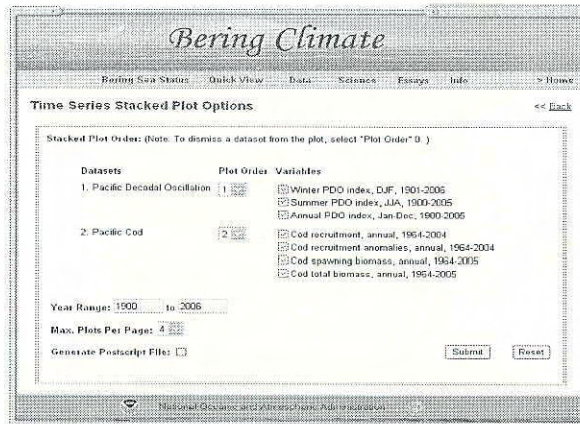 Bering Climate
Bering Sea Status Quick View Data Science Essays Info > Home
Time Series Stacked Plot Options << Back
Stacked Plot Order: (Note: To dismiss a dataset from the plot, select "Plot Order" 0. )
Datasets Plot Order Variables
1. Pacific Decadal Oscillation 1 Winter PDO index, DJF, 1901-2006
Summer PDO index, JJA, 1900-2005
Annual PDO index, Jan-Dec, 1900-2005
2. Pacific Cod 2 Cod recruitment, annual, 1964-2004
Cod recruitment anomalies, annual, 1964-2004
Cod spawning biomass, annual, 1964-2005
Cod total biomass, annual, 1964-2005
Year Range: 1900 to 2006
Max. Plots Per Page: 4
Generate Postscript File:
Submit Reset
National Oceanic and Atmospheric Administration